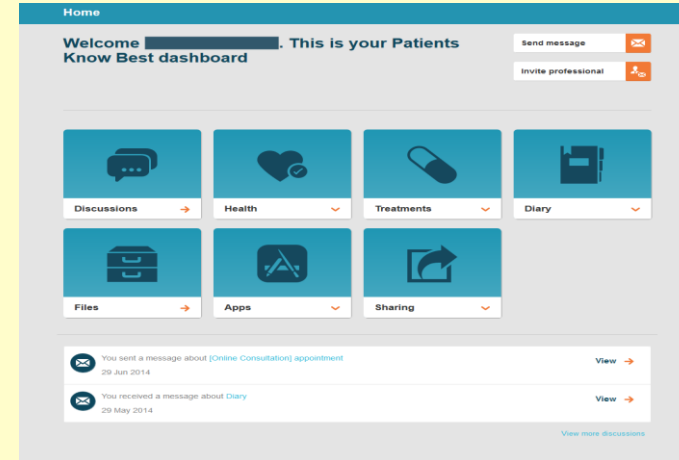 Home
Welcome . This is your Patients
Know Best dashboard
Send message
Invite professional
Discussions
Health
Treatments
Diary
Files
Apps
Sharing
You sent a message about [Online Consultation] appointment
29 Jun 2014
View
You received a message about Diary
29 May 2014
View
View more discussions